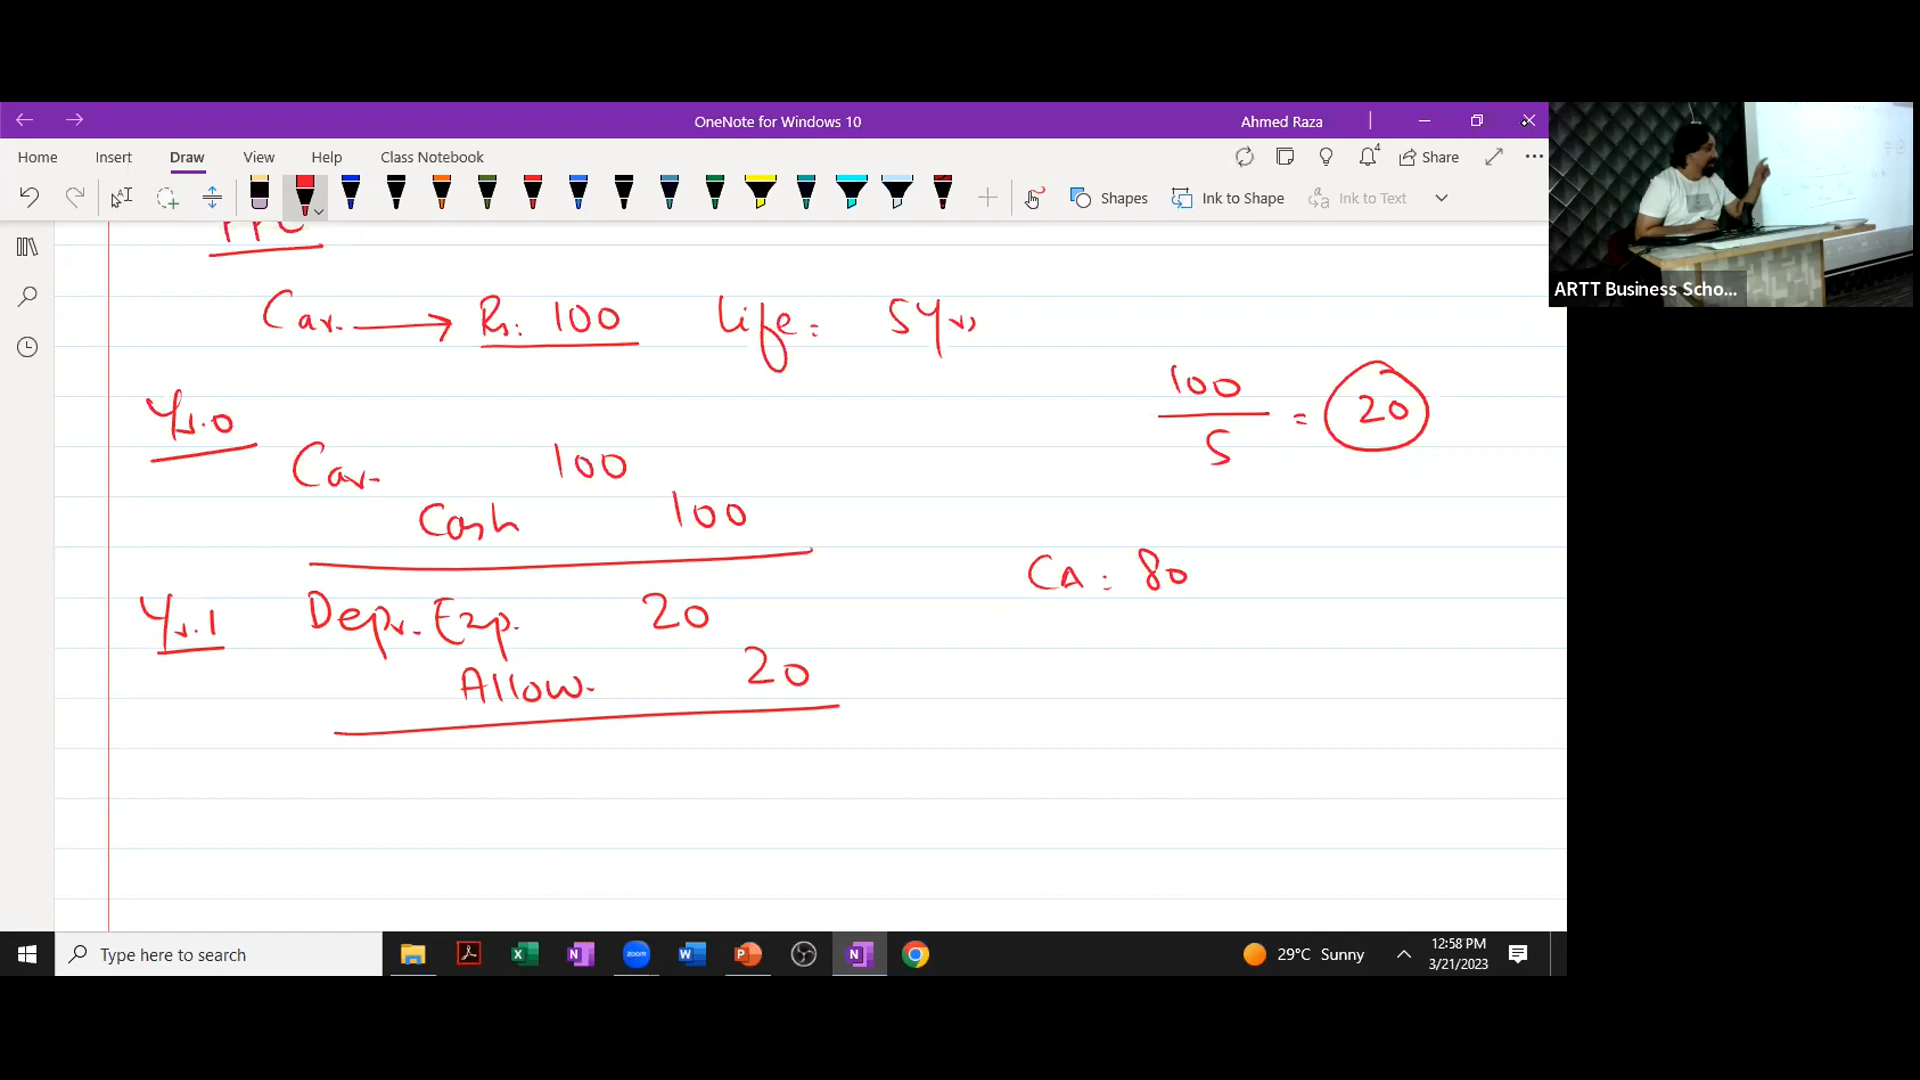 OneNote for Windows 10
Ahmed Raza
Home Insert Draw View Help Class Notebook
4
Share
Shapes Ink to Shape Ink to Text
ARTT Business Scho...
Car. → Rs. 100 Life: 5Yrs
100
5
= 20
Yr.0
Car. 100
Cash 100
CA: 80
Yr.1 Depr. Exp. 20
Allow. 20
Type here to search
29°C Sunny
12:58 PM
3/21/2023